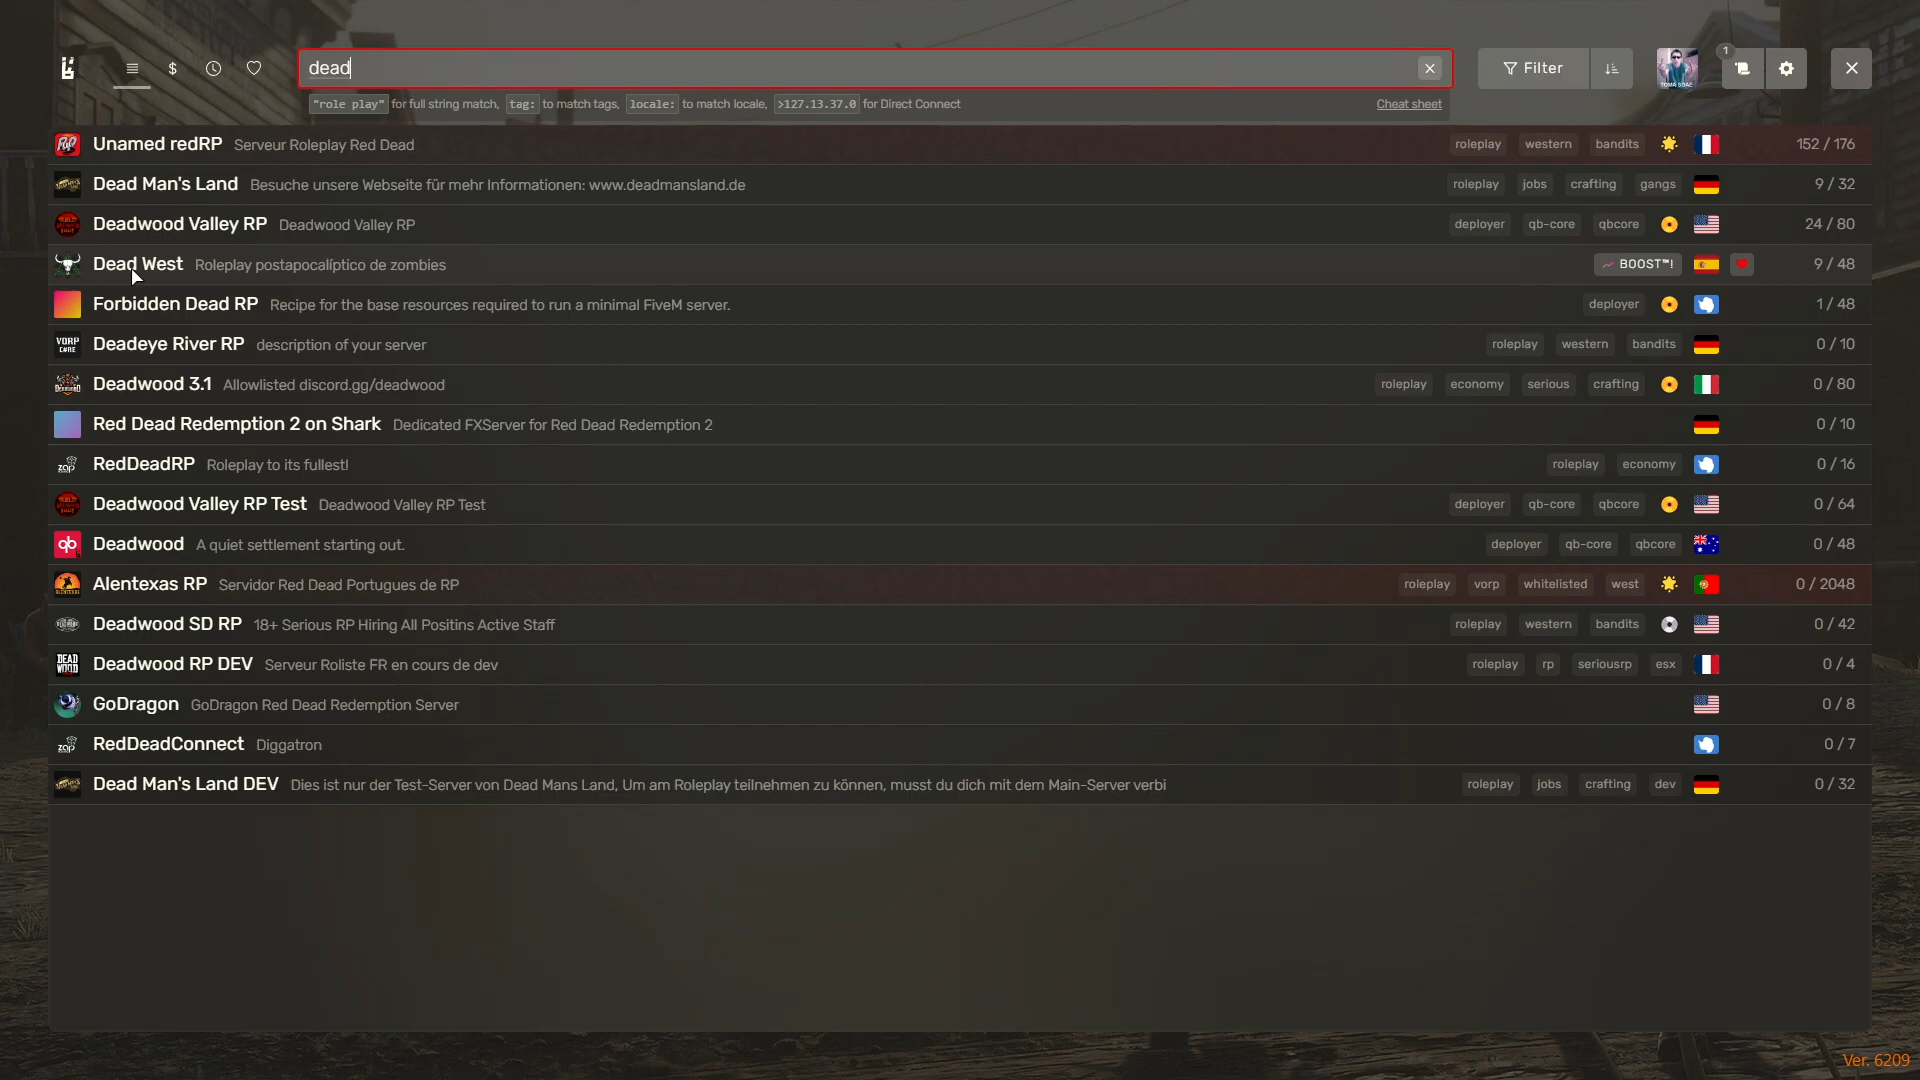 dead
Filter
1
"role play" for full string match, tag: to match tags, locale: to match locale, >127.13.37.0 for Direct Connect
Cheat sheet
Unamed redRP Serveur Roleplay Red Dead roleplay western bandits 152 / 176
Dead Man's Land Besuche unsere Webseite für mehr Informationen: www.deadmansland.de roleplay jobs crafting gangs 9 / 32
Deadwood Valley RP Deadwood Valley RP deployer qb-core qbcore 24 / 80
Dead West Roleplay postapocalíptico de zombies BOOST™! 9 / 48
Forbidden Dead RP Recipe for the base resources required to run a minimal FiveM server. deployer 1 / 48
VORP CORE Deadeye River RP description of your server roleplay western bandits 0 / 10
Deadwood 3.1 Allowlisted discord.gg/deadwood roleplay economy serious crafting 0 / 80
Red Dead Redemption 2 on Shark Dedicated FXServer for Red Dead Redemption 2 0 / 10
zap RedDeadRP Roleplay to its fullest! roleplay economy 0 / 16
Deadwood Valley RP Test Deadwood Valley RP Test deployer qb-core qbcore 0 / 64
qb Deadwood A quiet settlement starting out. deployer qb-core qbcore 0 / 48
Alentexas RP Servidor Red Dead Portugues de RP roleplay vorp whitelisted west 0 / 2048
Deadwood SD RP 18+ Serious RP Hiring All Positins Active Staff roleplay western bandits 0 / 42
DEAD WOOD Deadwood RP DEV Serveur Roliste FR en cours de dev roleplay rp seriousrp esx 0 / 4
GoDragon GoDragon Red Dead Redemption Server 0 / 8
zap RedDeadConnect Diggatron 0 / 7
Dead Man's Land DEV Dies ist nur der Test-Server von Dead Mans Land, Um am Roleplay teilnehmen zu können, musst du dich mit dem Main-Server verbi roleplay jobs crafting dev 0 / 32
Ver. 6209